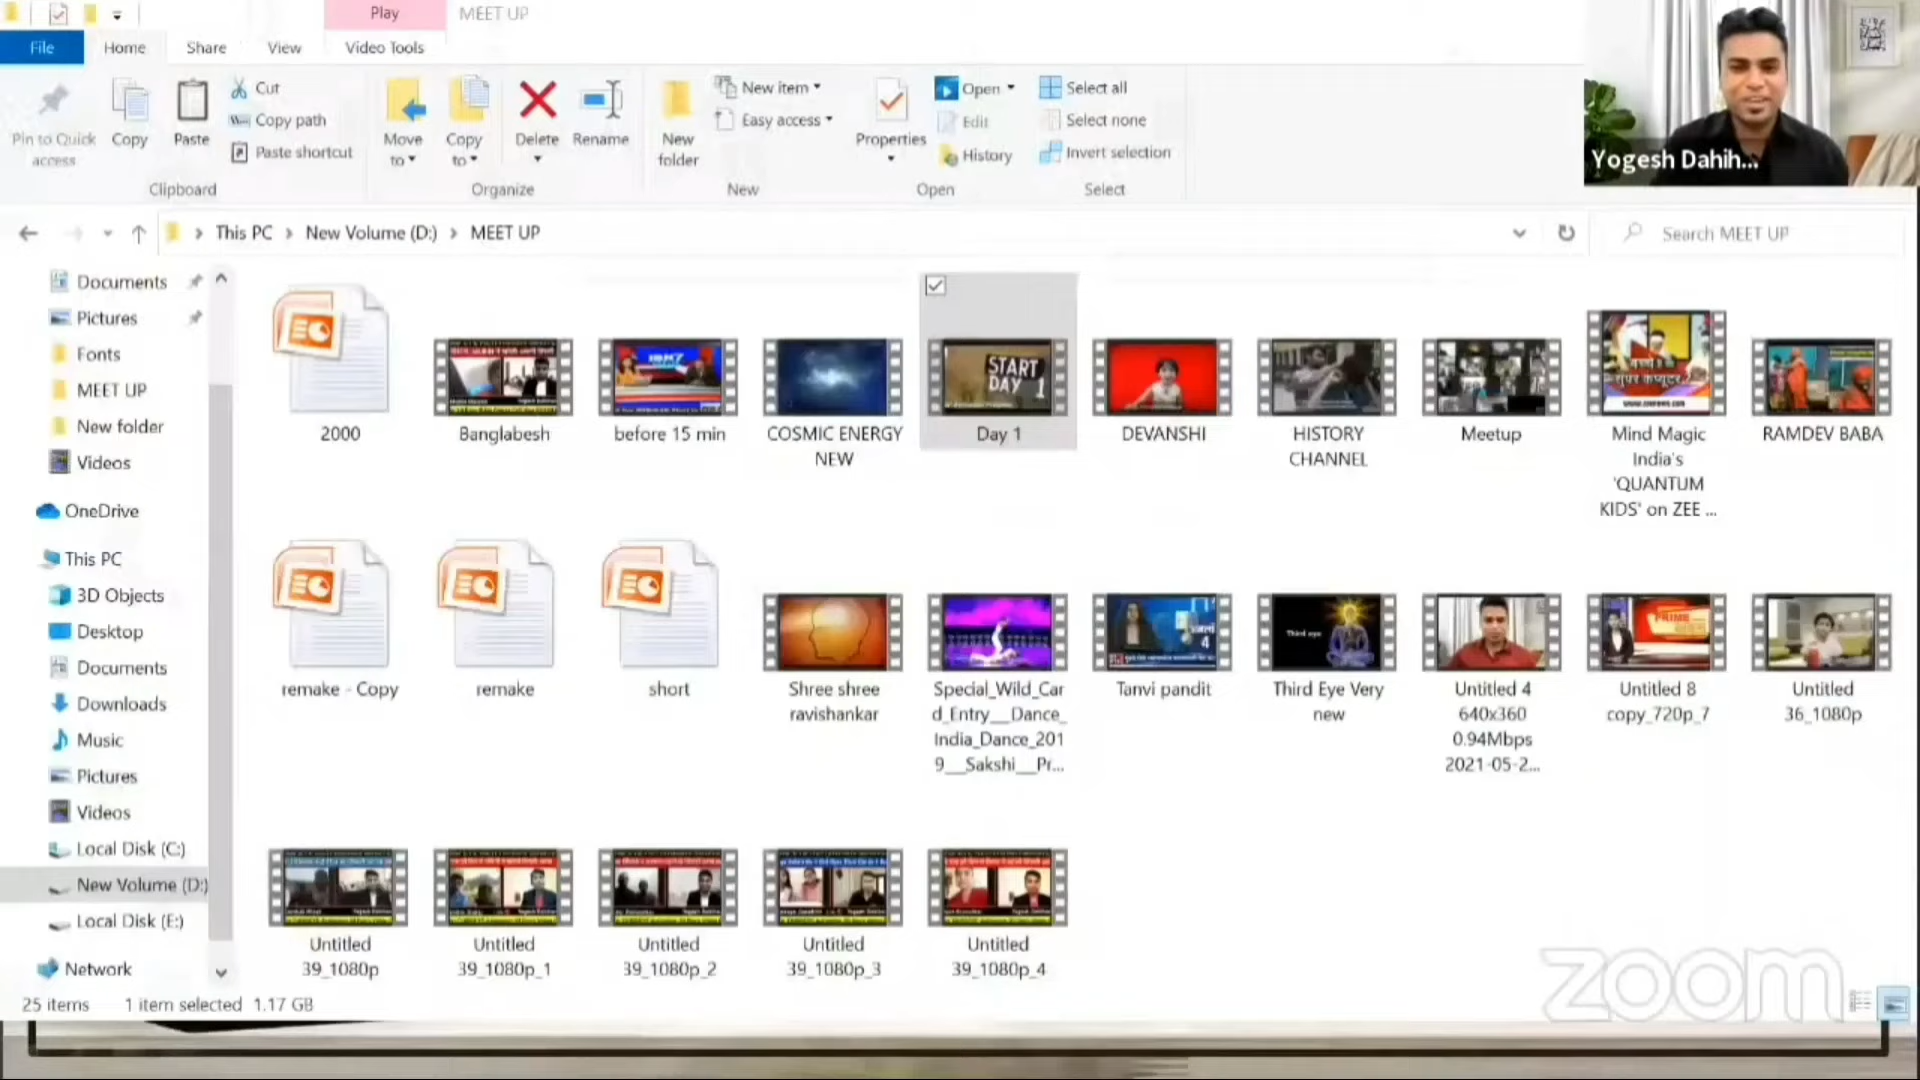 Play
MEET UP
File
Home
Share
View
Video Tools
Pin to Quick
access
Copy
Paste
Cut
Copy path
Paste shortcut
Clipboard
Move
to
Copy
to
Delete
Rename
Organize
New
folder
New item
Easy access
New
Properties
Open
Edit
History
Open
Select all
Select none
Invert selection
Select
Yogesh Dahih...
This PC
New Volume (D:)
MEET UP
Search MEET UP
Documents
Pictures
Fonts
MEET UP
New folder
Videos
OneDrive
This PC
3D Objects
Desktop
Documents
Downloads
Music
Pictures
Videos
Local Disk (C:)
New Volume (D:)
Local Disk (E:)
Network
START
DAY 1
2000
Banglabesh
before 15 min
COSMIC ENERGY
NEW
Day 1
DEVANSHI
HISTORY
CHANNEL
Meetup
Mind Magic
India's
'QUANTUM
KIDS' on ZEE ...
RAMDEV BABA
Third eye
PRIME
remake - Copy
remake
short
Shree shree
ravishankar
Special_Wild_Car
d_Entry___Dance_
India_Dance_201
9___Sakshi___Pr...
Tanvi pandit
Third Eye Very
new
Untitled 4
640x360
0.94Mbps
2021-05-2...
Untitled 8
copy_720p_7
Untitled
36_1080p
Untitled
39_1080p
Untitled
39_1080p_1
Untitled
39_1080p_2
Untitled
39_1080p_3
Untitled
39_1080p_4
25 items
1 item selected 1.17 GB
zoom